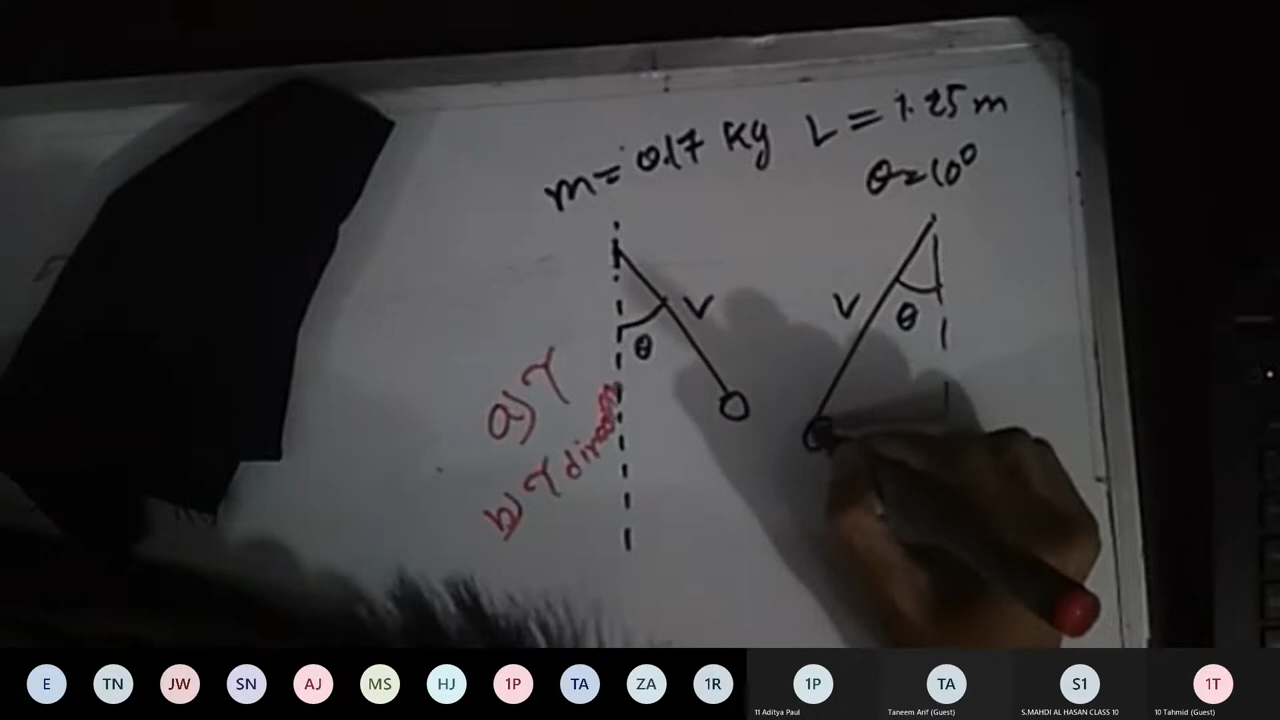 m = 0.17 kg L = 1.25 m
θ = 10°
V
θ
V
θ
a) τ
b) τ direcⁿ
E TN JW SN AJ MS HJ 1P TA ZA 1R 1P TA S1 1T
11 Aditya Paul Taneem Arif (Guest) S.MAHDI AL HASAN CLASS 10 10 Tahmid (Guest)